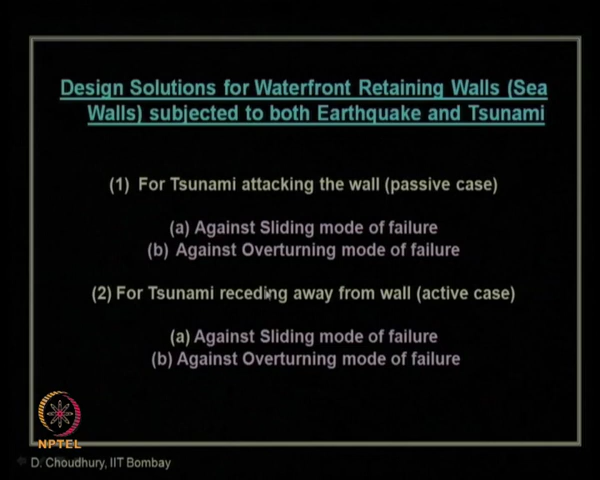 Design Solutions for Waterfront Retaining Walls (Sea
Walls) subjected to both Earthquake and Tsunami
(1) For Tsunami attacking the wall (passive case)
(a) Against Sliding mode of failure
(b) Against Overturning mode of failure
(2) For Tsunami receding away from wall (active case)
(a) Against Sliding mode of failure
(b) Against Overturning mode of failure
NPTEL
D. Choudhury, IIT Bombay